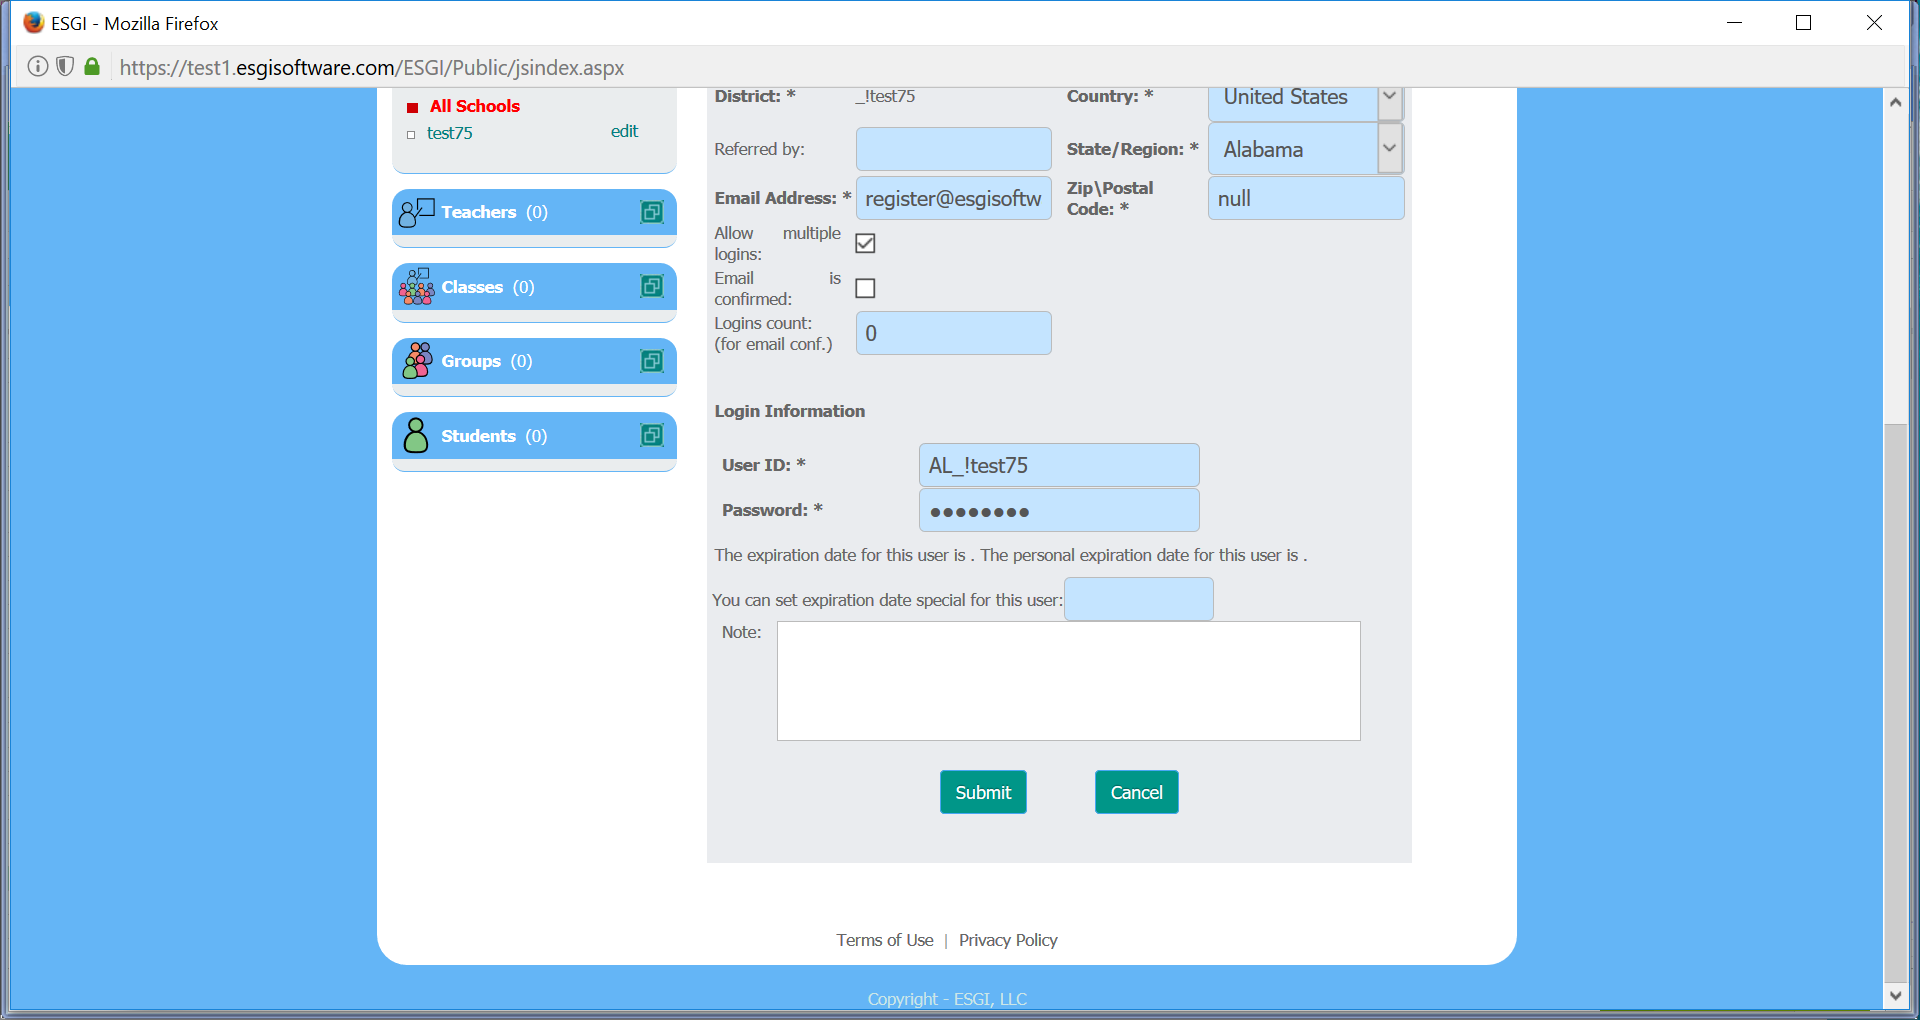 ESGI - Mozilla Firefox
https://test1.esgisoftware.com/ESGI/Public/jsindex.aspx
All Schools
test75 edit
Teachers (0)
Classes (0)
Groups (0)
Students (0)
District: * _!test75 Country: * United States
Referred by: State/Region: * Alabama
Email Address: * register@esgisoftw Zip\Postal
Code: * null
Allow multiple
logins:
Email is
confirmed:
Logins count:
(for email conf.) 0
Login Information
User ID: * AL_!test75
Password: * ●●●●●●●●
The expiration date for this user is . The personal expiration date for this user is .
You can set expiration date special for this user:
Note:
Submit Cancel
Terms of Use | Privacy Policy
Copyright - ESGI, LLC